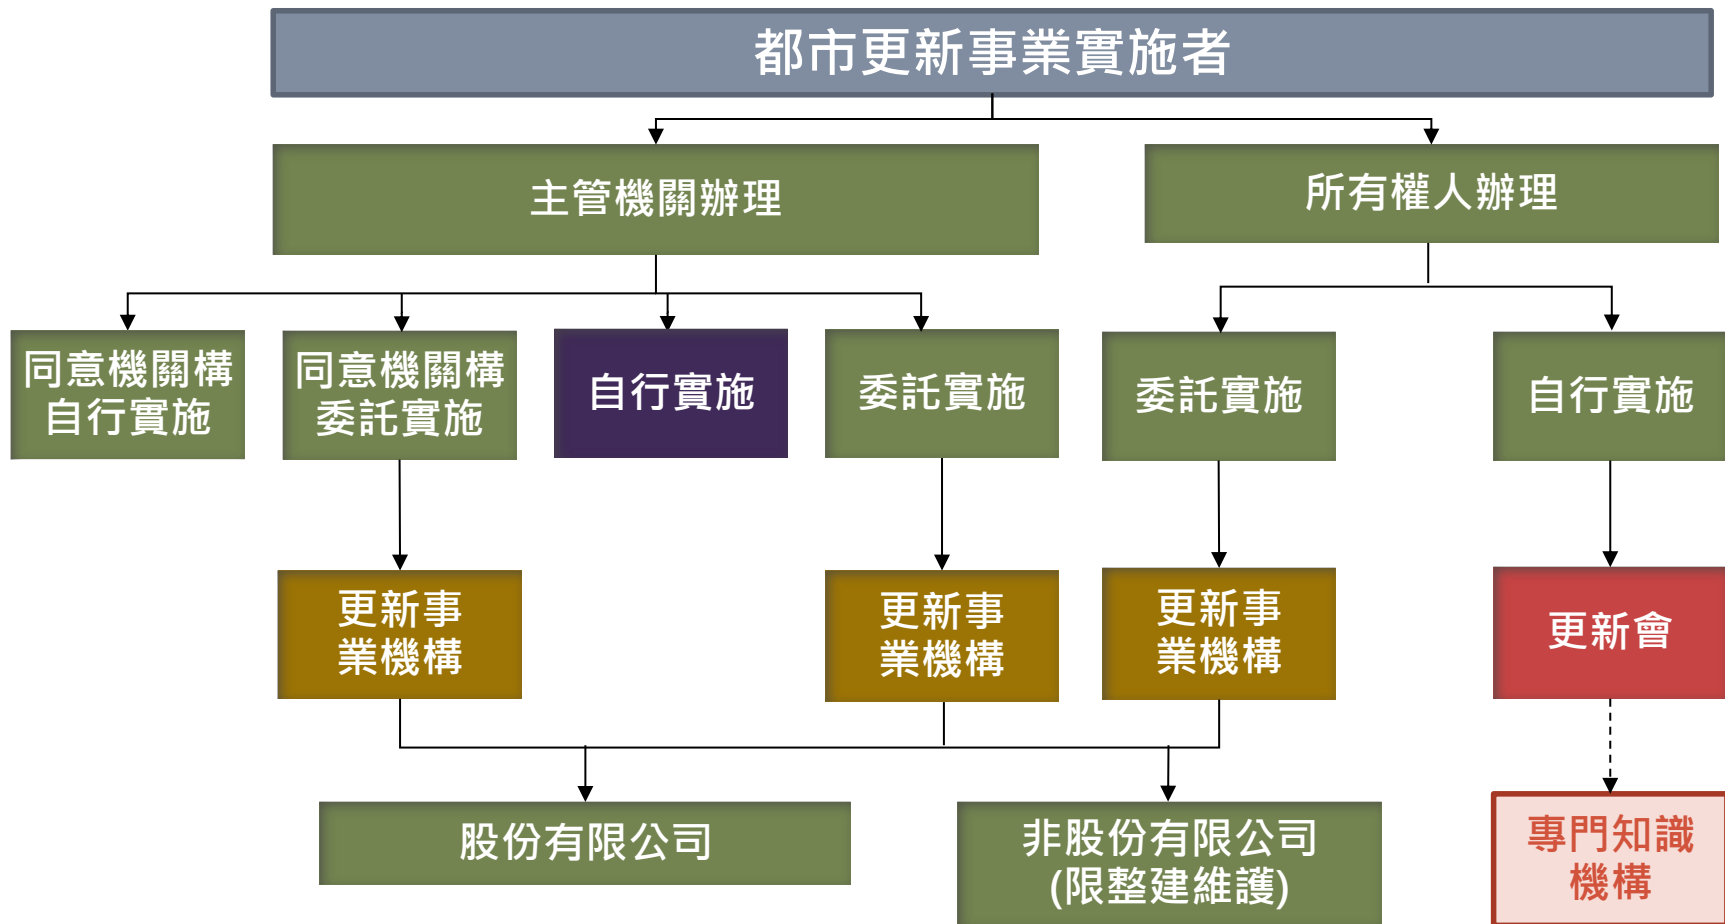 都市更新事業實施者
主管機關辦理
所有權人辦理
同意機關構
自行實施
同意機關構
委託實施
自行實施
委託實施
委託實施
自行實施
更新事
業機構
更新事
業機構
更新事
業機構
更新會
股份有限公司
非股份有限公司
(限整建維護)
專門知識
機構